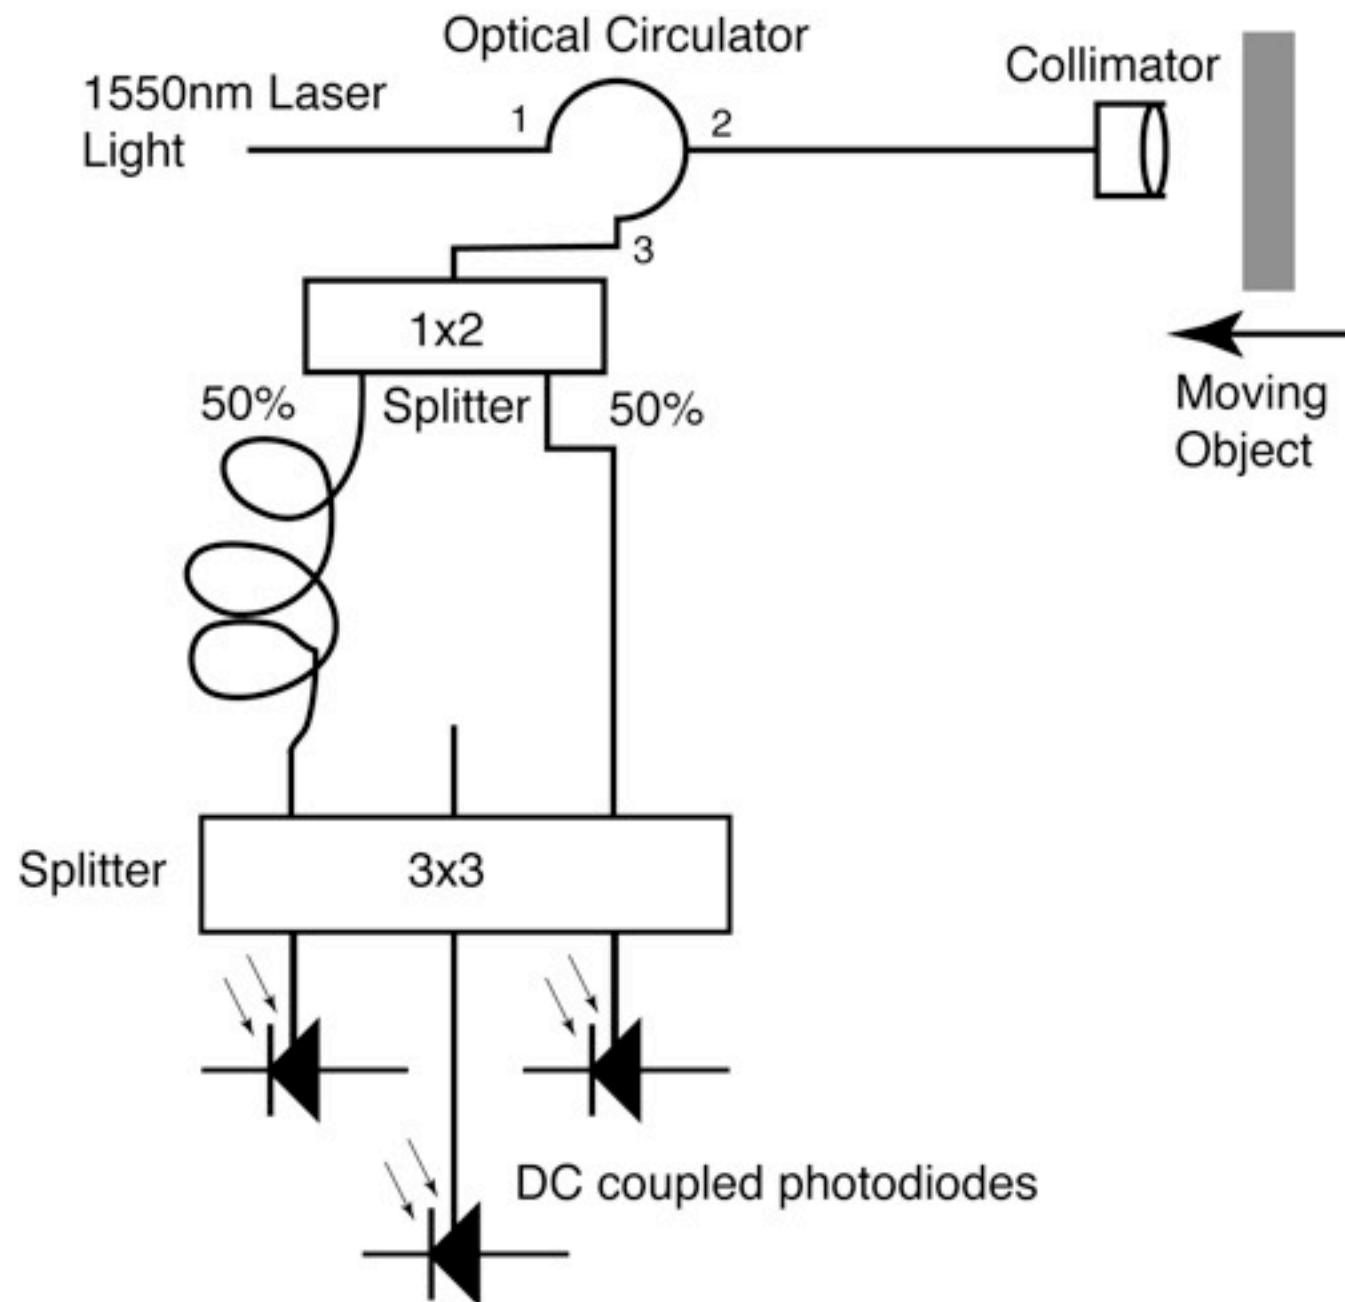 Optical Circulator
1550nm Laser
Light
1
2
Collimator
3
1x2
50%
Splitter
50%
Moving
Object
Splitter
3x3
DC coupled photodiodes